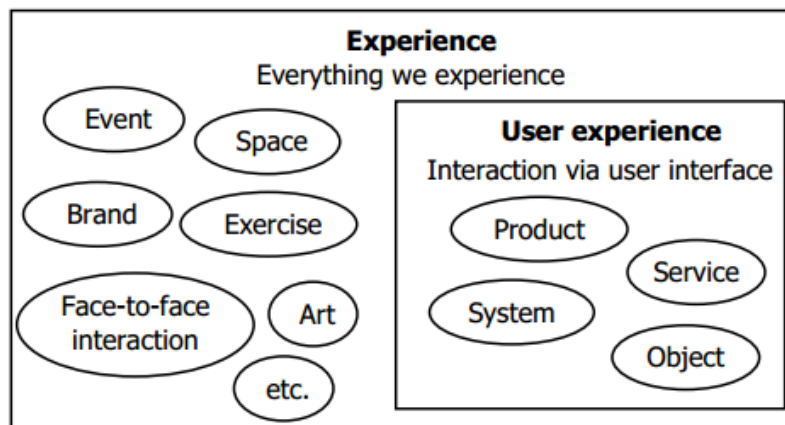 Experience
Everything we experience
Event
Space
Brand
Exercise
Face-to-face
interaction
Art
etc.
User experience
Interaction via user interface
Product
Service
System
Object